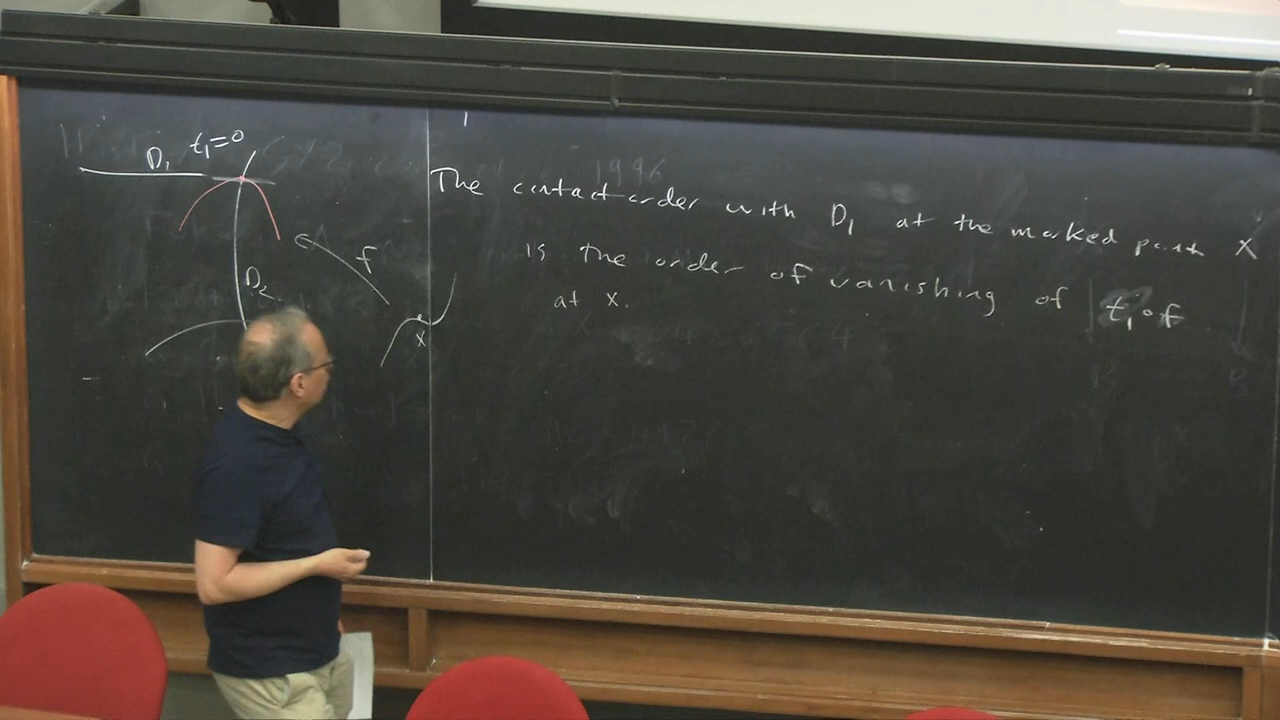 t₁=0
D₁
D₂
f
x
The contact order with D₁ at the marked point x
is the order of vanishing of t₁∘f
at x.
1996